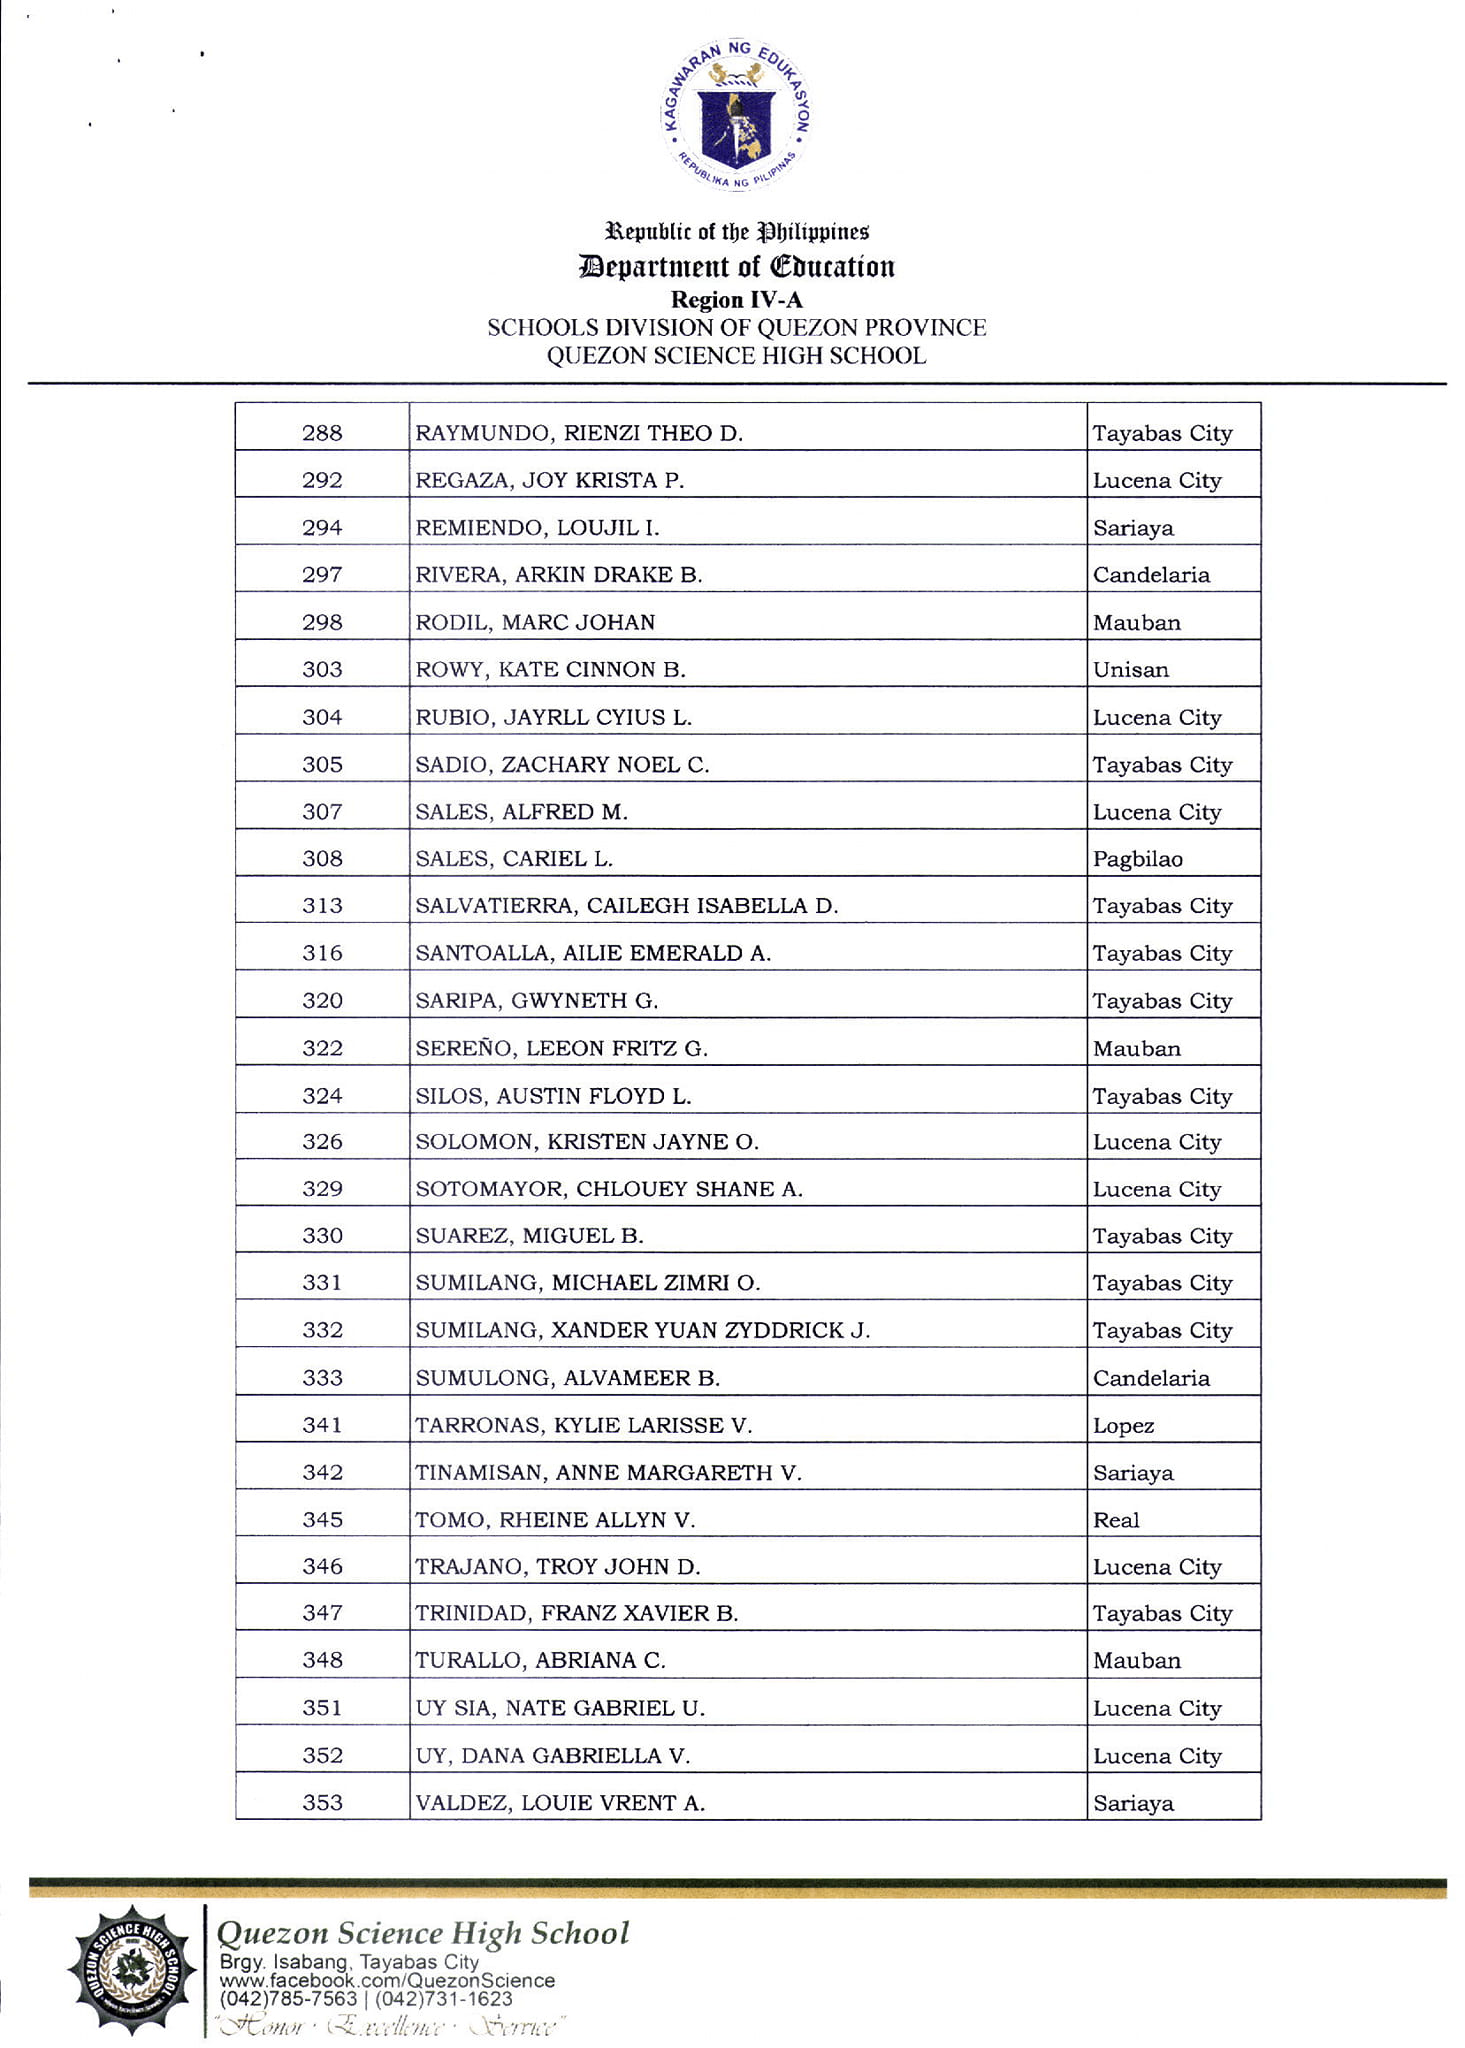 KAGAWARAN NG EDUKASYON
REPUBLIKA NG PILIPINAS
Republic of the Philippines
Department of Education
Region IV-A
SCHOOLS DIVISION OF QUEZON PROVINCE
QUEZON SCIENCE HIGH SCHOOL
288 RAYMUNDO, RIENZI THEO D. Tayabas City
292 REGAZA, JOY KRISTA P. Lucena City
294 REMIENDO, LOUJIL I. Sariaya
297 RIVERA, ARKIN DRAKE B. Candelaria
298 RODIL, MARC JOHAN Mauban
303 ROWY, KATE CINNON B. Unisan
304 RUBIO, JAYRLL CYIUS L. Lucena City
305 SADIO, ZACHARY NOEL C. Tayabas City
307 SALES, ALFRED M. Lucena City
308 SALES, CARIEL L. Pagbilao
313 SALVATIERRA, CAILEGH ISABELLA D. Tayabas City
316 SANTOALLA, AILIE EMERALD A. Tayabas City
320 SARIPA, GWYNETH G. Tayabas City
322 SEREÑO, LEEON FRITZ G. Mauban
324 SILOS, AUSTIN FLOYD L. Tayabas City
326 SOLOMON, KRISTEN JAYNE O. Lucena City
329 SOTOMAYOR, CHLOUEY SHANE A. Lucena City
330 SUAREZ, MIGUEL B. Tayabas City
331 SUMILANG, MICHAEL ZIMRI O. Tayabas City
332 SUMILANG, XANDER YUAN ZYDDRICK J. Tayabas City
333 SUMULONG, ALVAMEER B. Candelaria
341 TARRONAS, KYLIE LARISSE V. Lopez
342 TINAMISAN, ANNE MARGARETH V. Sariaya
345 TOMO, RHEINE ALLYN V. Real
346 TRAJANO, TROY JOHN D. Lucena City
347 TRINIDAD, FRANZ XAVIER B. Tayabas City
348 TURALLO, ABRIANA C. Mauban
351 UY SIA, NATE GABRIEL U. Lucena City
352 UY, DANA GABRIELLA V. Lucena City
353 VALDEZ, LOUIE VRENT A. Sariaya
QUEZON SCIENCE HIGH SCHOOL
Quezon Science High School
Brgy. Isabang, Tayabas City
www.facebook.com/QuezonScience
(042)785-7563 | (042)731-1623
"Honor · Excellence · Service"